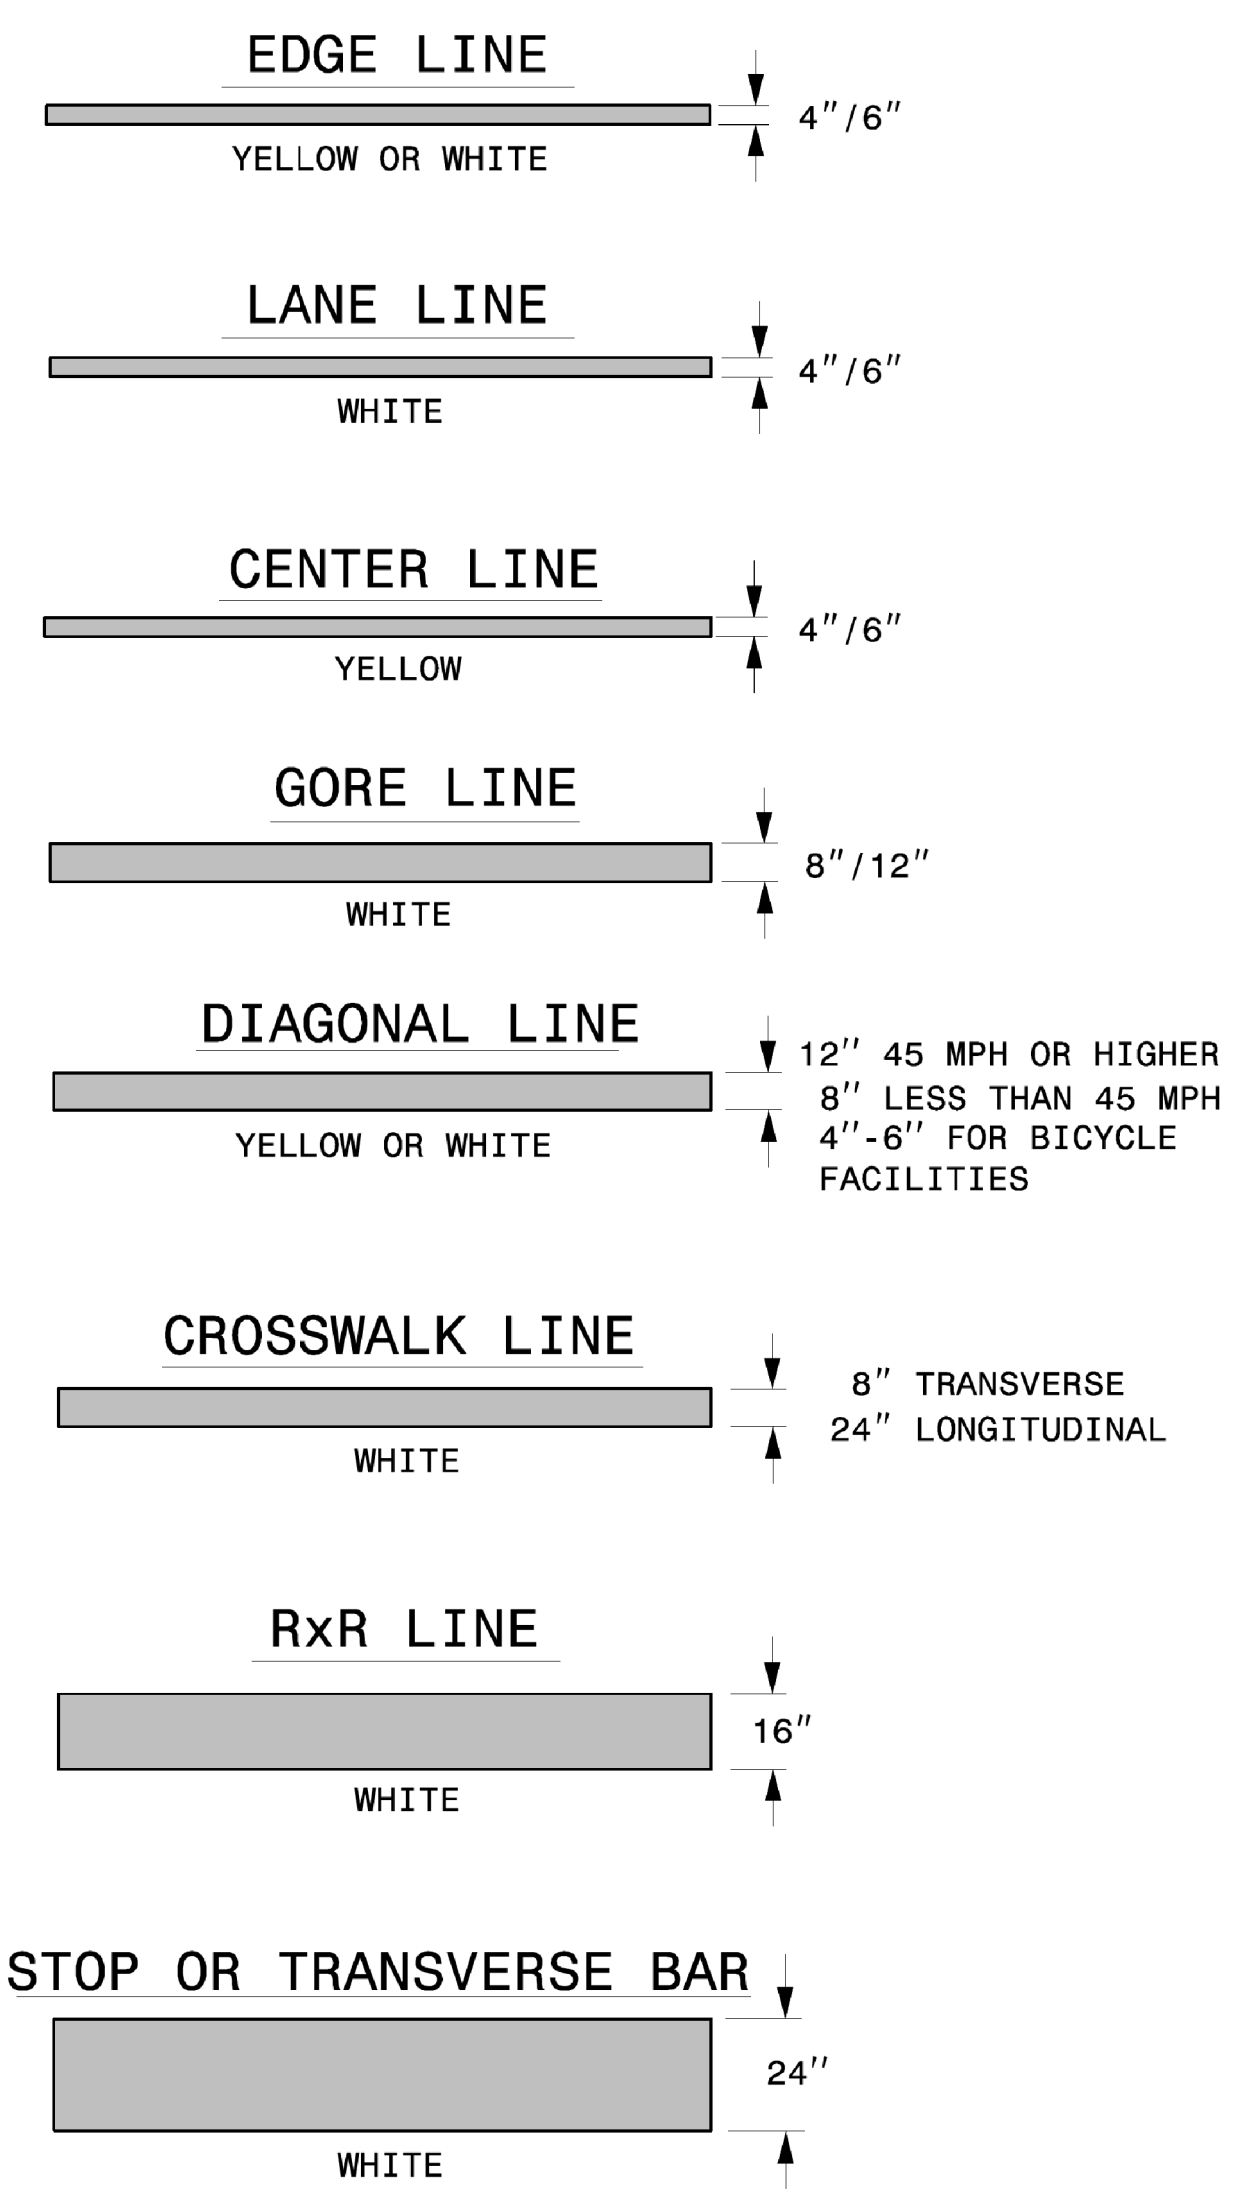 EDGE LINE
4"/6"
YELLOW OR WHITE
LANE LINE
4"/6"
WHITE
CENTER LINE
4"/6"
YELLOW
GORE LINE
8"/12"
WHITE
DIAGONAL LINE
12" 45 MPH OR HIGHER
8" LESS THAN 45 MPH
4"-6" FOR BICYCLE
FACILITIES
YELLOW OR WHITE
CROSSWALK LINE
8" TRANSVERSE
24" LONGITUDINAL
WHITE
RxR LINE
16"
WHITE
STOP OR TRANSVERSE BAR
24"
WHITE